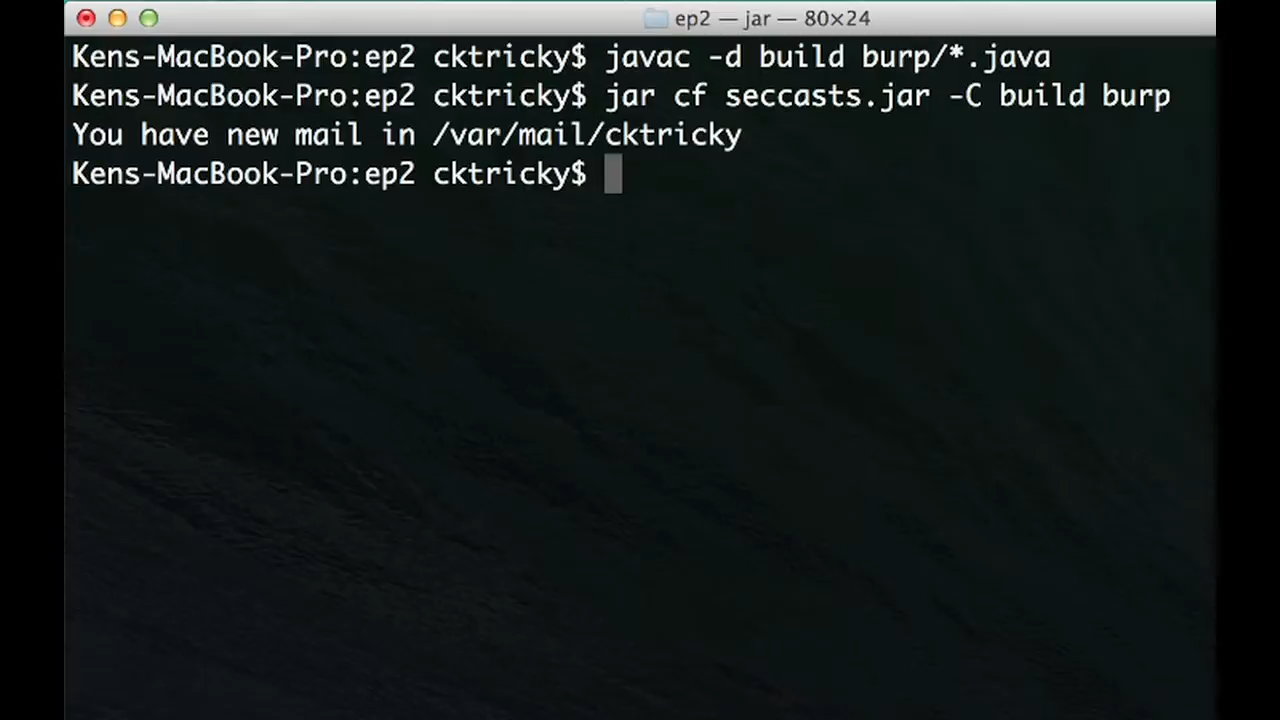 ep2 — jar — 80×24
Kens-MacBook-Pro:ep2 cktricky$ javac -d build burp/*.java
Kens-MacBook-Pro:ep2 cktricky$ jar cf seccasts.jar -C build burp
You have new mail in /var/mail/cktricky
Kens-MacBook-Pro:ep2 cktricky$